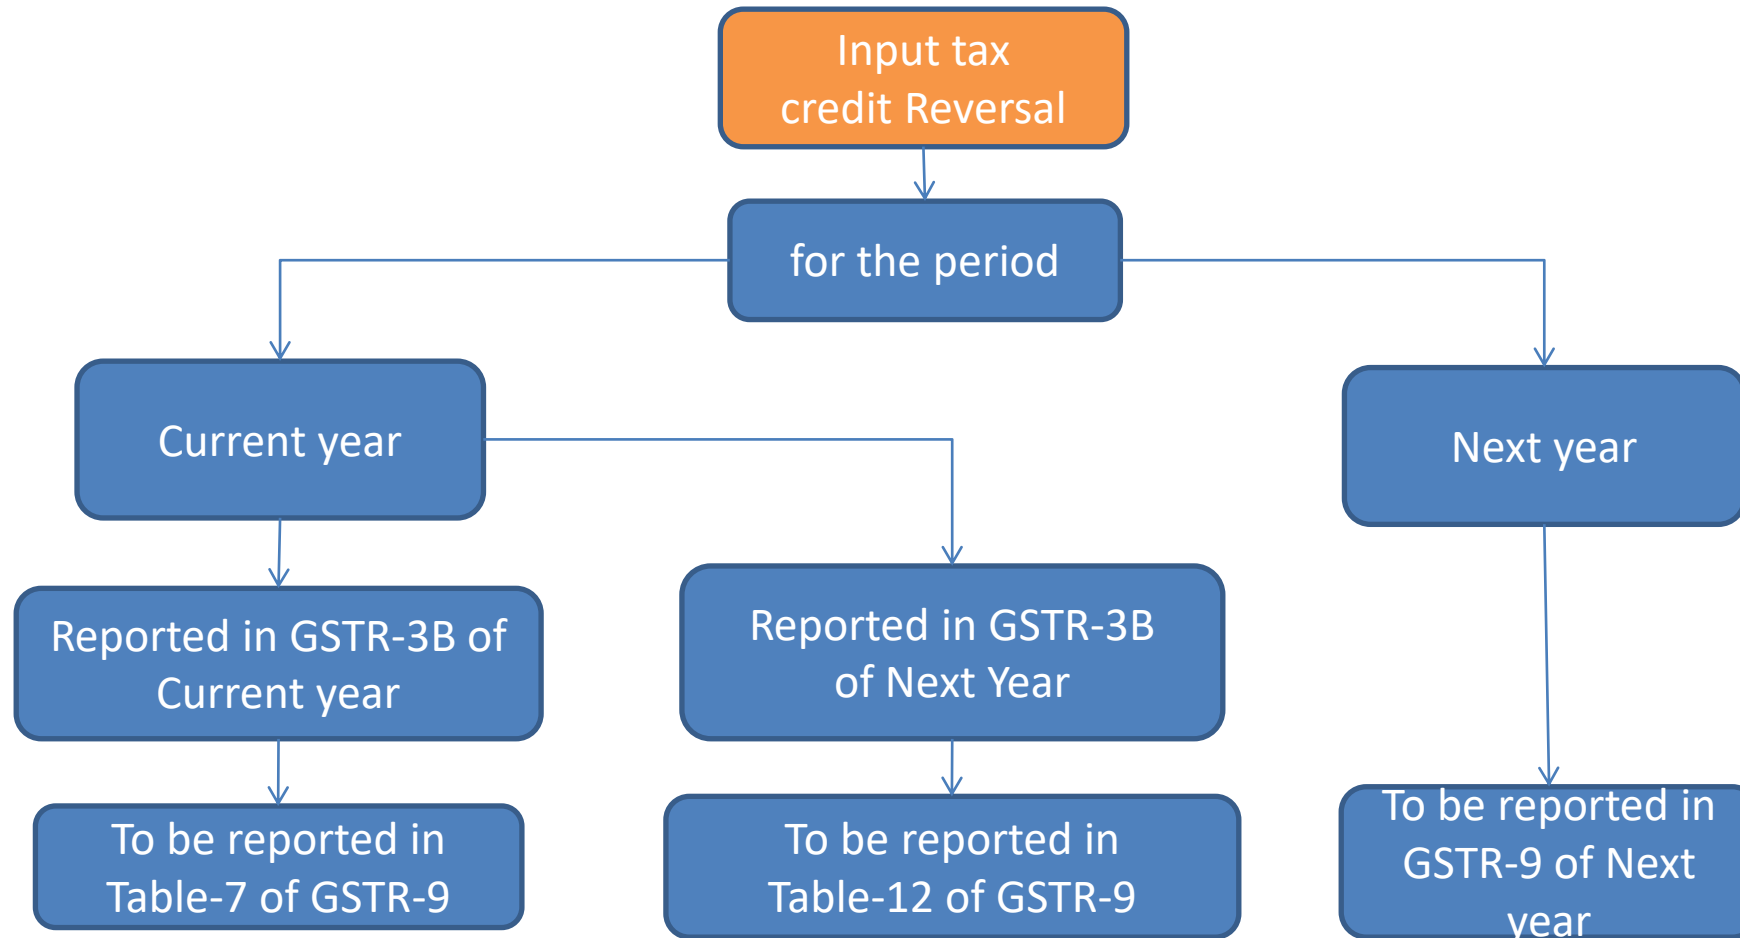 Input tax
credit Reversal
for the period
Current year
Next year
Reported in GSTR-3B of
Current year
Reported in GSTR-3B
of Next Year
To be reported in
Table-7 of GSTR-9
To be reported in
Table-12 of GSTR-9
To be reported in
GSTR-9 of Next
year